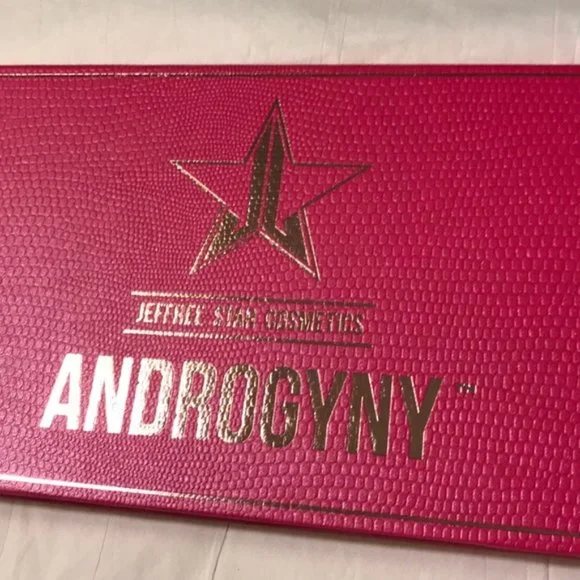 JEFFREE STAR COSMETICS
ANDROGYNY™